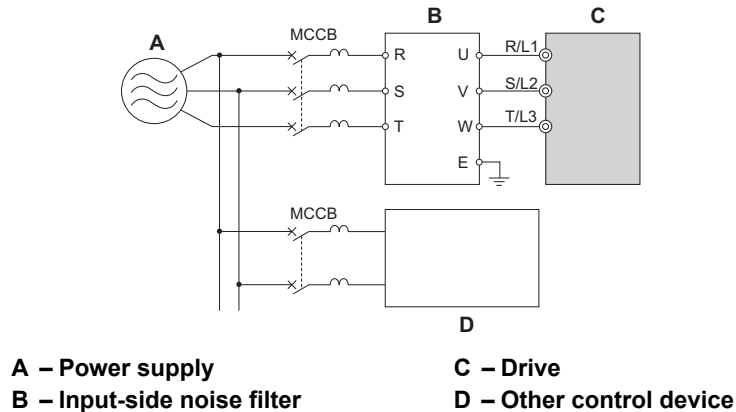 A
MCCB
B
C
R
U
R/L1
S
V
S/L2
T
W
T/L3
E
MCCB
D
A – Power supply
C – Drive
B – Input-side noise filter
D – Other control device